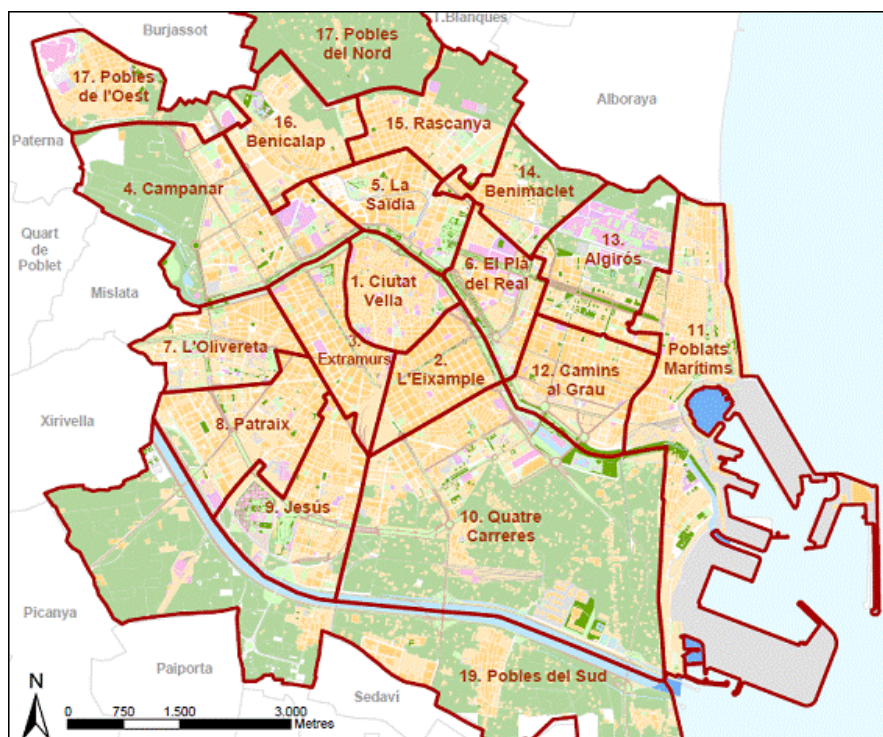 Burjassot
T.Blanques
17. Pobles
del Nord
17. Pobles
de l'Oest
Alboraya
Paterna
16.
Benicalap
15. Rascanya
4. Campanar
5. La
Saïdia
14.
Benimaclet
Quart
de
Poblet
13.
Algirós
6. El Plá
del Real
Mislata
1. Ciutat
Vella
11.
Poblats
Marítims
7. L'Olivereta
3.
Extramurs
2.
L'Eixample
12. Camins
al Grau
Xirivella
8. Patraix
9. Jesús
10. Quatre
Carreres
Picanya
Paiporta
19. Pobles del Sud
Sedaví
N
0 750 1.500 3.000
Metres